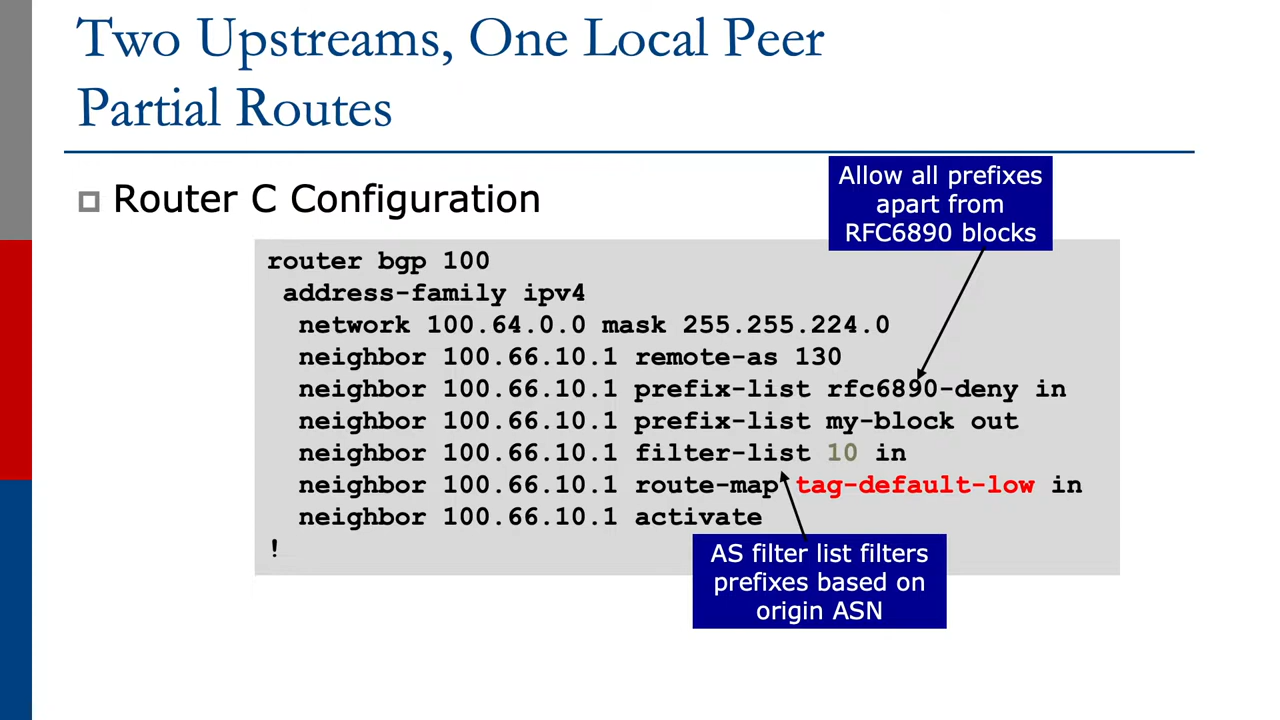 Two Upstreams, One Local Peer
Partial Routes
Router C Configuration
Allow all prefixes
apart from
RFC6890 blocks
router bgp 100
address-family ipv4
network 100.64.0.0 mask 255.255.224.0
neighbor 100.66.10.1 remote-as 130
neighbor 100.66.10.1 prefix-list rfc6890-deny in
neighbor 100.66.10.1 prefix-list my-block out
neighbor 100.66.10.1 filter-list 10 in
neighbor 100.66.10.1 route-map tag-default-low in
neighbor 100.66.10.1 activate
!
AS filter list filters
prefixes based on
origin ASN